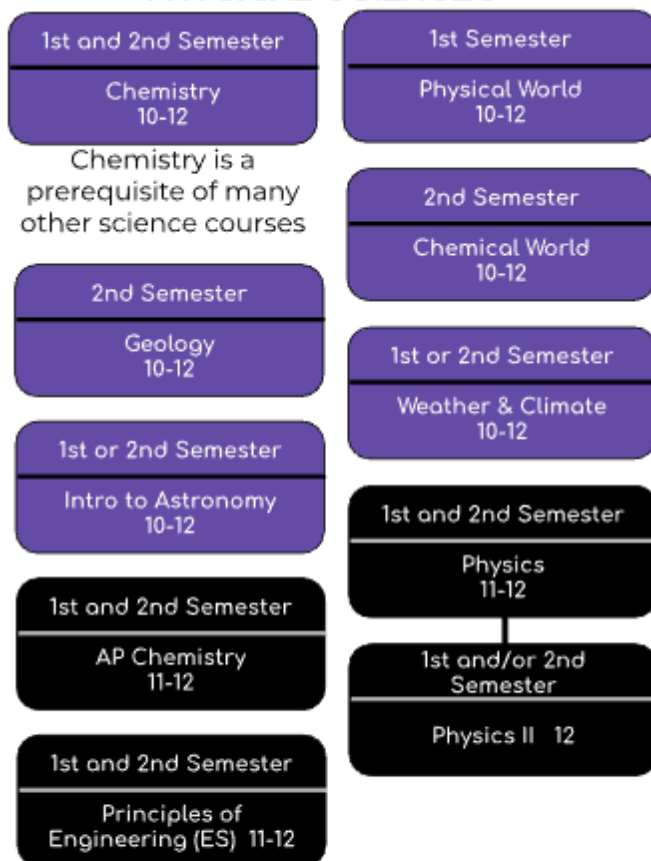 1st and 2nd Semester
Chemistry
10-12
Chemistry is a
prerequisite of many
other science courses
2nd Semester
Geology
10-12
1st or 2nd Semester
Intro to Astronomy
10-12
1st and 2nd Semester
AP Chemistry
11-12
1st and 2nd Semester
Principles of
Engineering (ES) 11-12
1st Semester
Physical World
10-12
2nd Semester
Chemical World
10-12
1st or 2nd Semester
Weather & Climate
10-12
1st and 2nd Semester
Physics
11-12
1st and/or 2nd
Semester
Physics II 12